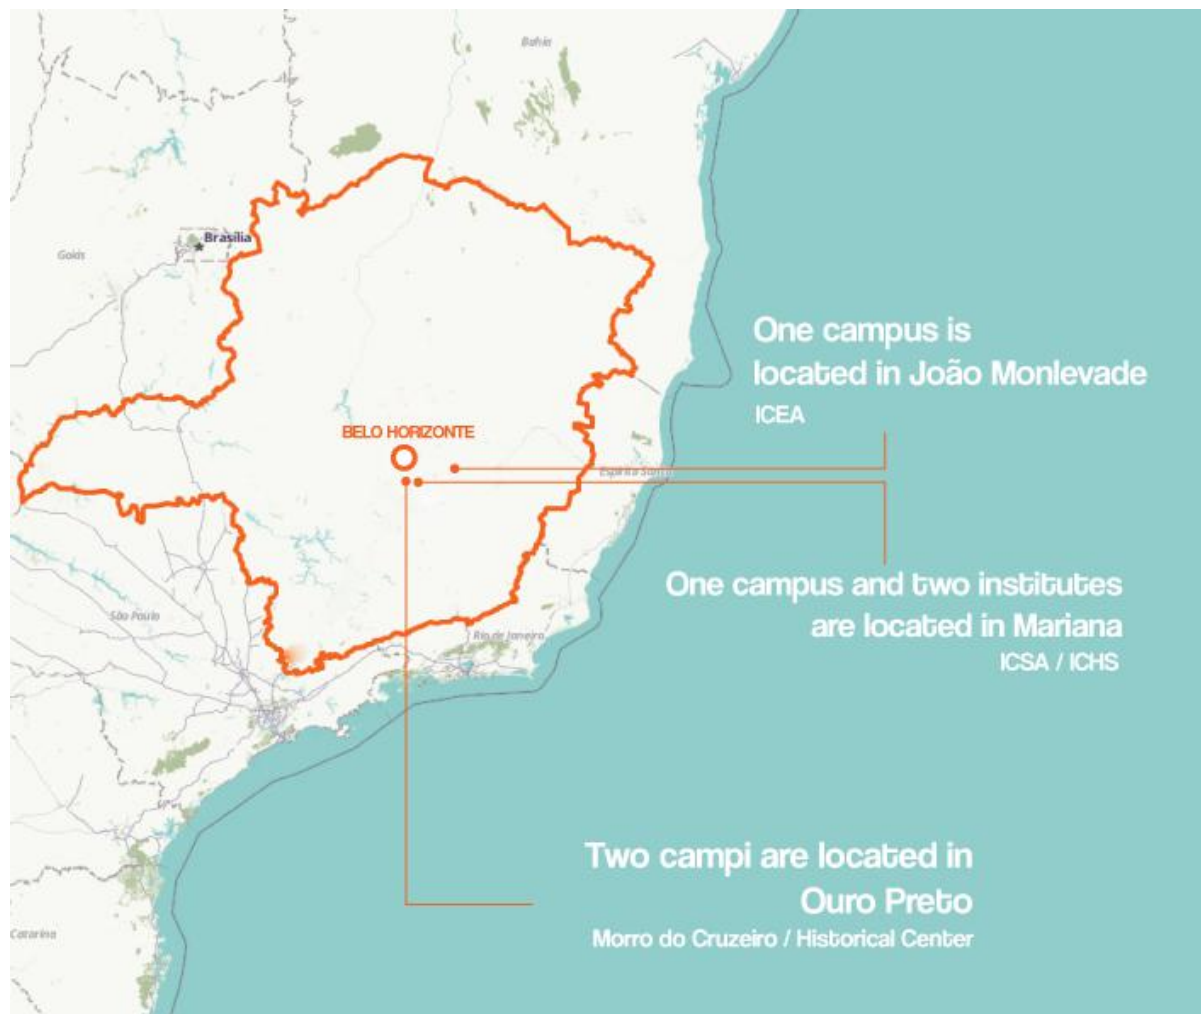 Bahia
Brasília
Goiás
One campus is
located in João Monlevade
ICEA
BELO HORIZONTE
Espírito Santo
One campus and two institutes
are located in Mariana
ICSA / ICHS
São Paulo
Rio de Janeiro
Two campi are located in
Ouro Preto
Morro do Cruzeiro / Historical Center
Catarina